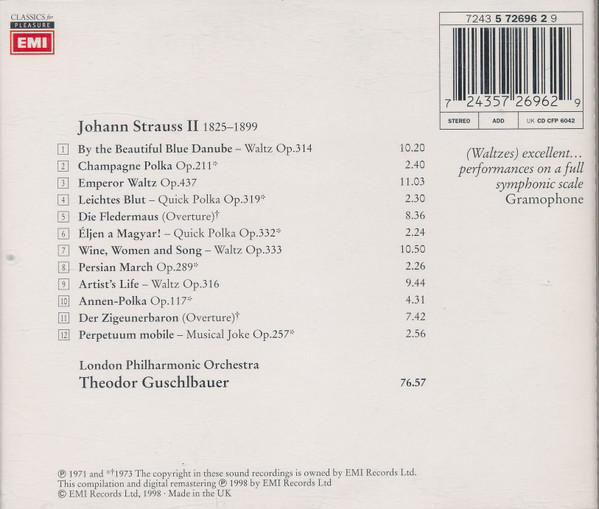 CLASSICS for
PLEASURE
EMI
7243 5 72696 2 9
7 24357 26962 9
STEREO ADD UK CD CFP 6042
(Waltzes) excellent...
performances on a full
symphonic scale
Gramophone
Johann Strauss II 1825–1899
1 By the Beautiful Blue Danube – Waltz Op.314 10.20
2 Champagne Polka Op.211* 2.40
3 Emperor Waltz Op.437 11.03
4 Leichtes Blut – Quick Polka Op.319* 2.30
5 Die Fledermaus (Overture)† 8.36
6 Éljen a Magyar! – Quick Polka Op.332* 2.24
7 Wine, Women and Song – Waltz Op.333 10.50
8 Persian March Op.289* 2.26
9 Artist's Life – Waltz Op.316 9.44
10 Annen-Polka Op.117* 4.31
11 Der Zigeunerbaron (Overture)† 7.42
12 Perpetuum mobile – Musical Joke Op.257* 2.56
London Philharmonic Orchestra
Theodor Guschlbauer 76.57
℗ 1971 and *†1973 The copyright in these sound recordings is owned by EMI Records Ltd.
This compilation and digital remastering ℗ 1998 by EMI Records Ltd
© EMI Records Ltd, 1998 · Made in the UK